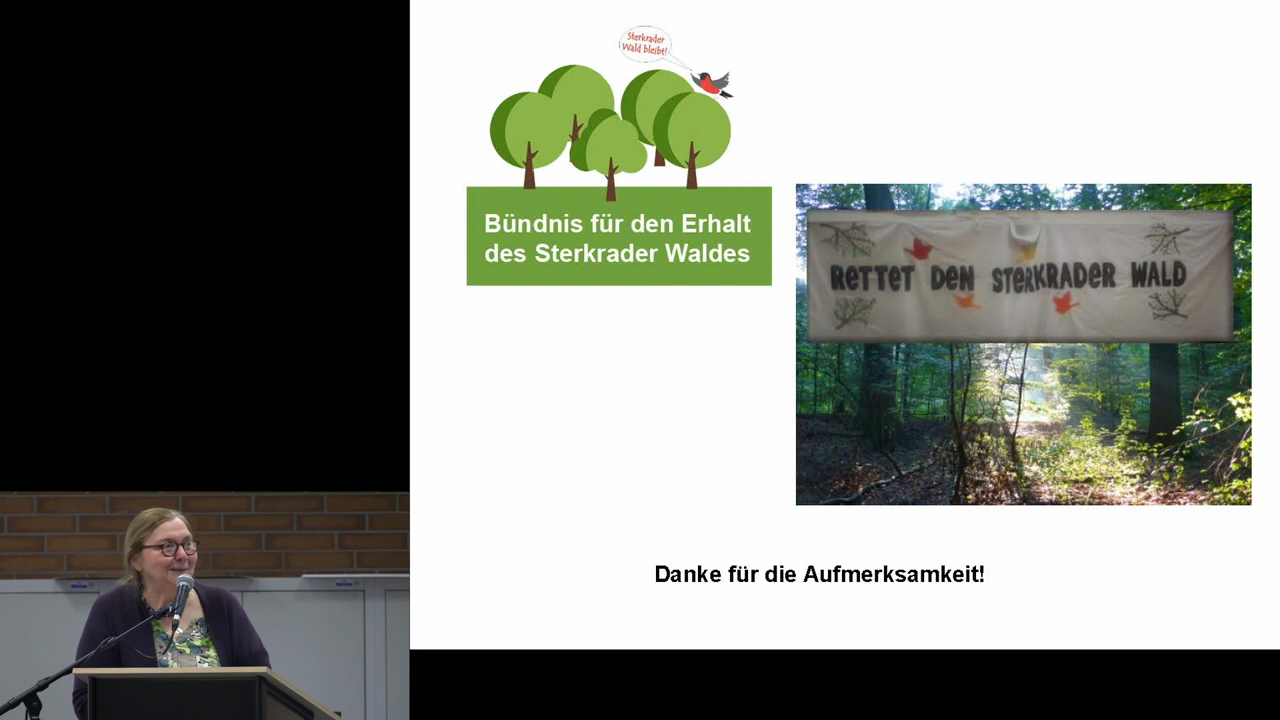 Sterkrader
Wald bleibt!
Bündnis für den Erhalt
des Sterkrader Waldes
RETTET DEN STERKRADER WALD
Danke für die Aufmerksamkeit!